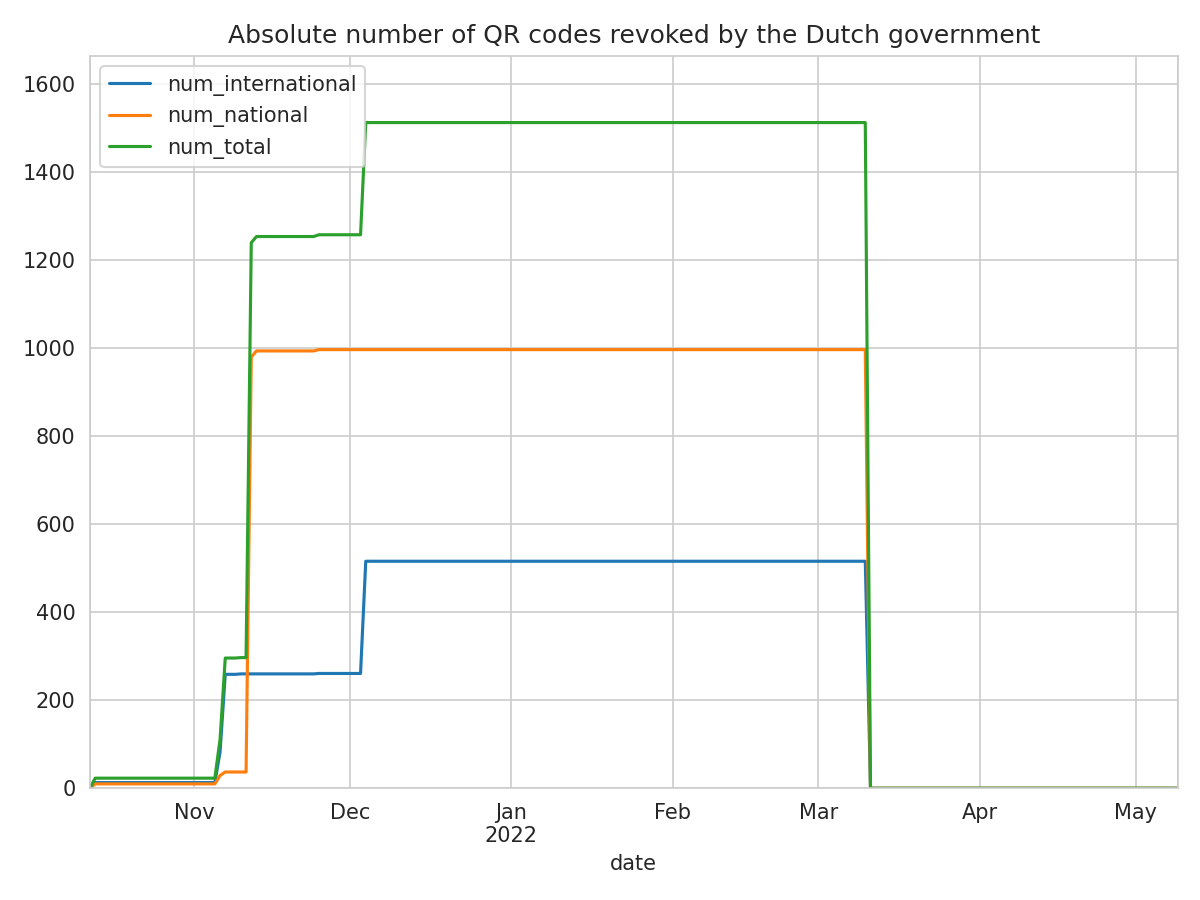 Absolute number of QR codes revoked by the Dutch government
num_international
num_national
num_total
1600
1400
1200
1000
800
600
400
200
0
Nov Dec Jan Feb Mar Apr May
2022
date